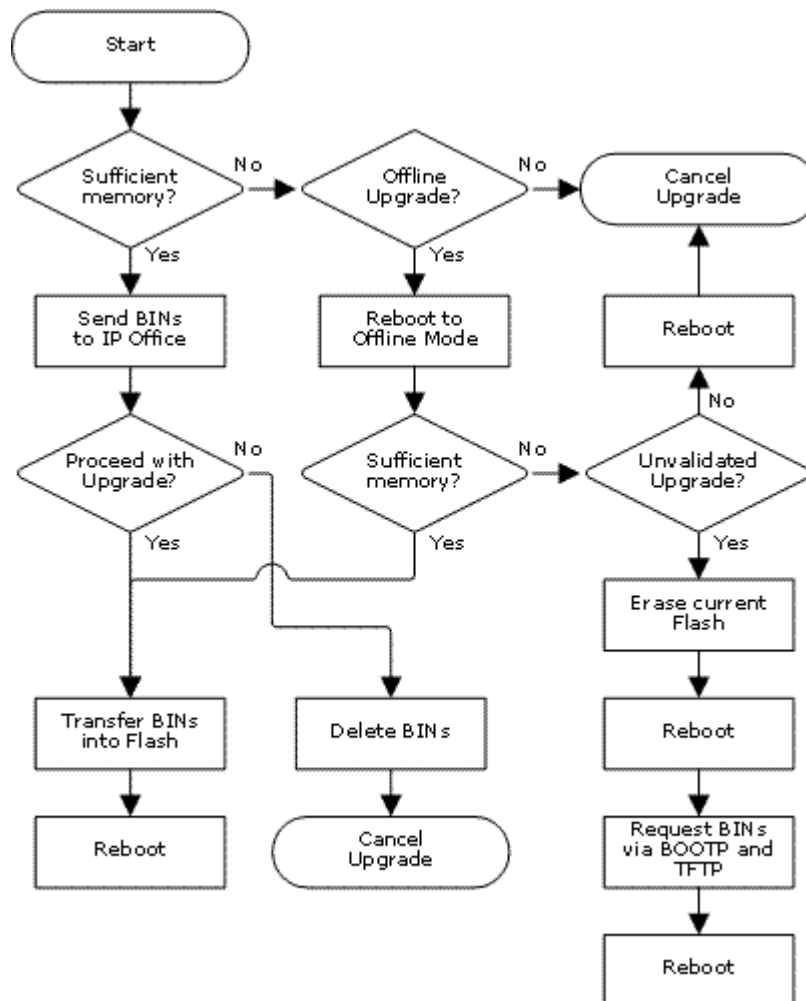 Start
Sufficient
memory?
No
Offline
Upgrade?
No
Cancel
Upgrade
Yes
Yes
Send BINs
to IP Office
Reboot to
Offline Mode
Reboot
No
Proceed with
Upgrade?
No
Sufficient
memory?
No
Unvalidated
Upgrade?
Yes
Yes
Yes
Erase current
Flash
Transfer BINs
into Flash
Delete BINs
Reboot
Reboot
Cancel
Upgrade
Request BINs
via BOOTP and
TFTP
Reboot